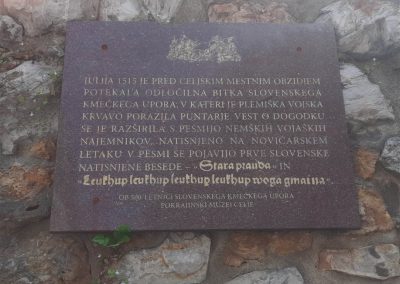 JULIJA 1515 JE PRED CELJSKIM MESTNIM OBZIDJEM
POTEKALA ODLOČILNA BITKA SLOVENSKEGA
KMEČKEGA UPORA, V KATERI JE PLEMIŠKA VOJSKA
KRVAVO PORAZILA PUNTARJE. VEST O DOGODKU
SE JE RAZŠIRILA S PESMIJO NEMŠKIH VOJAŠKIH
NAJEMNIKOV, NATISNJENO NA NOVIČARSKEM
LETAKU. V PESMI SE POJAVIJO PRVE SLOVENSKE
NATISNJENE BESEDE – »Stara prauda« IN
»Leukhup leukhup leukhup leukhup woga gmaina«.
OB 500-LETNICI SLOVENSKEGA KMEČKEGA UPORA
POKRAJINSKI MUZEJ CELJE